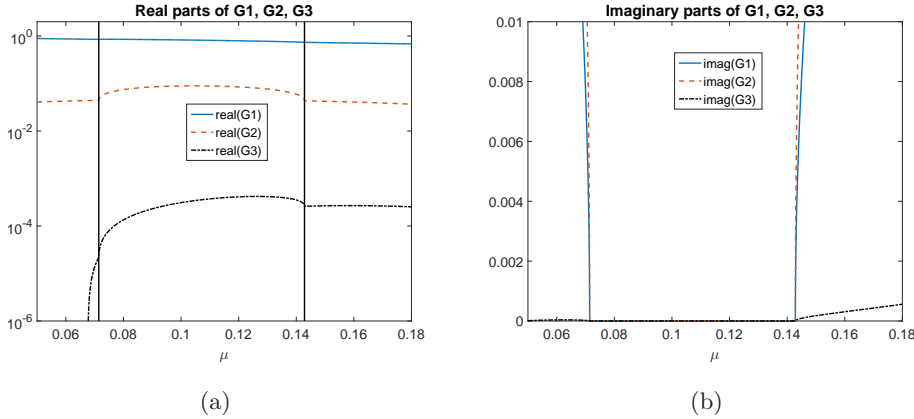 Real parts of G1, G2, G3
10^0
10^-2
10^-4
10^-6
real(G1)
real(G2)
real(G3)
0.06 0.08 0.1 0.12 0.14 0.16 0.18
μ
(a)
Imaginary parts of G1, G2, G3
0.01
0.008
0.006
0.004
0.002
0
imag(G1)
imag(G2)
imag(G3)
0.06 0.08 0.1 0.12 0.14 0.16 0.18
μ
(b)